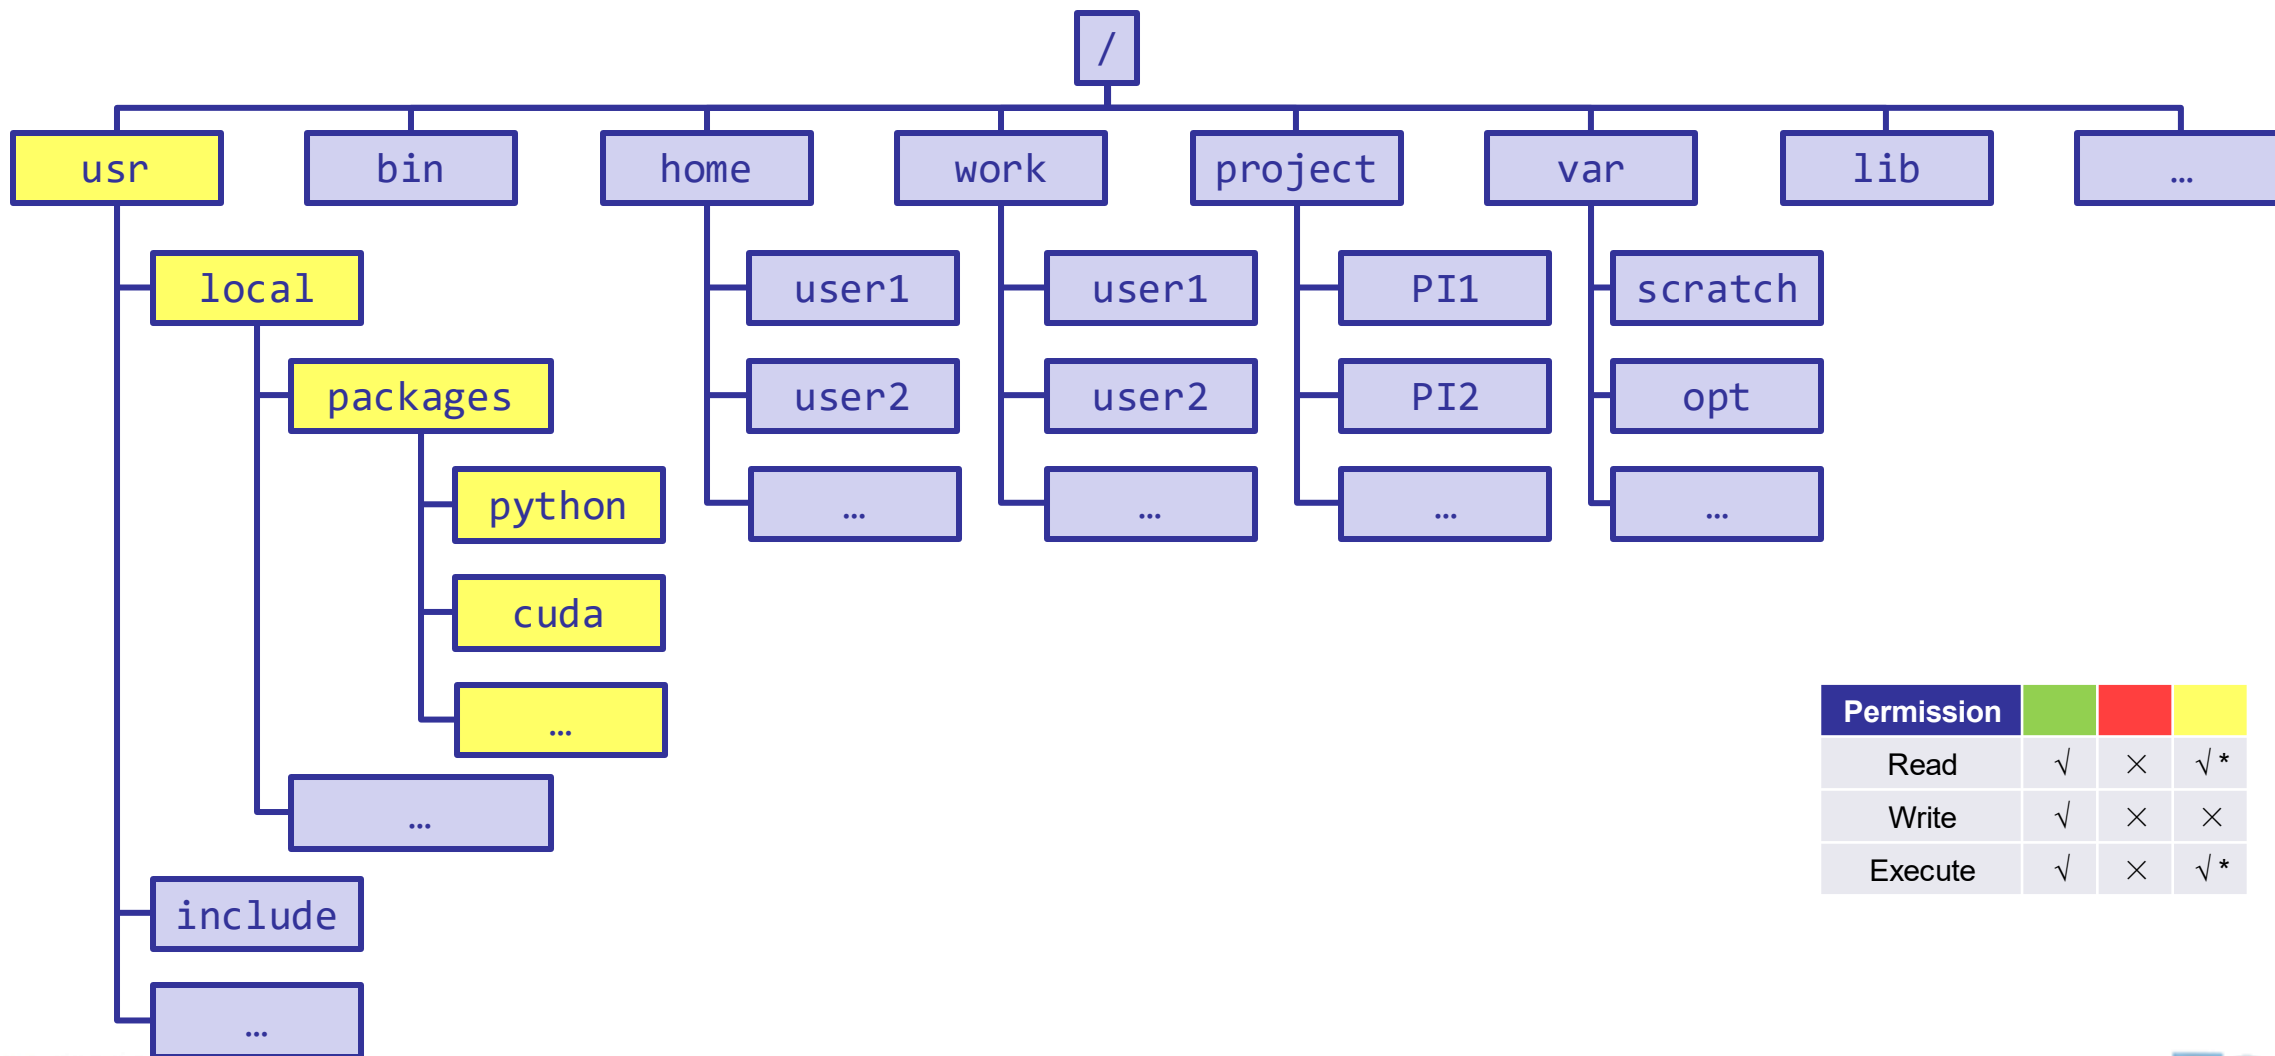 /
usr bin home work project var lib …
local user1 user1 PI1 scratch
packages user2 user2 PI2 opt
python … … … …
cuda
…
Permission
Read √ × √ *
Write √ × ×
Execute √ × √ *
…
include
…